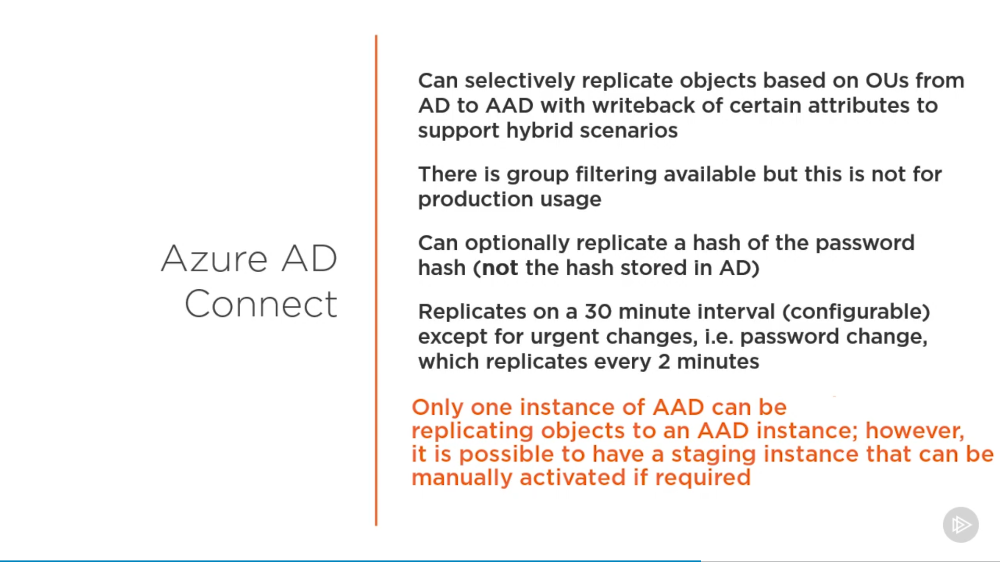 Azure AD
Connect
Can selectively replicate objects based on OUs from
AD to AAD with writeback of certain attributes to
support hybrid scenarios
There is group filtering available but this is not for
production usage
Can optionally replicate a hash of the password
hash (not the hash stored in AD)
Replicates on a 30 minute interval (configurable)
except for urgent changes, i.e. password change,
which replicates every 2 minutes
Only one instance of AAD can be
replicating objects to an AAD instance; however,
it is possible to have a staging instance that can be
manually activated if required